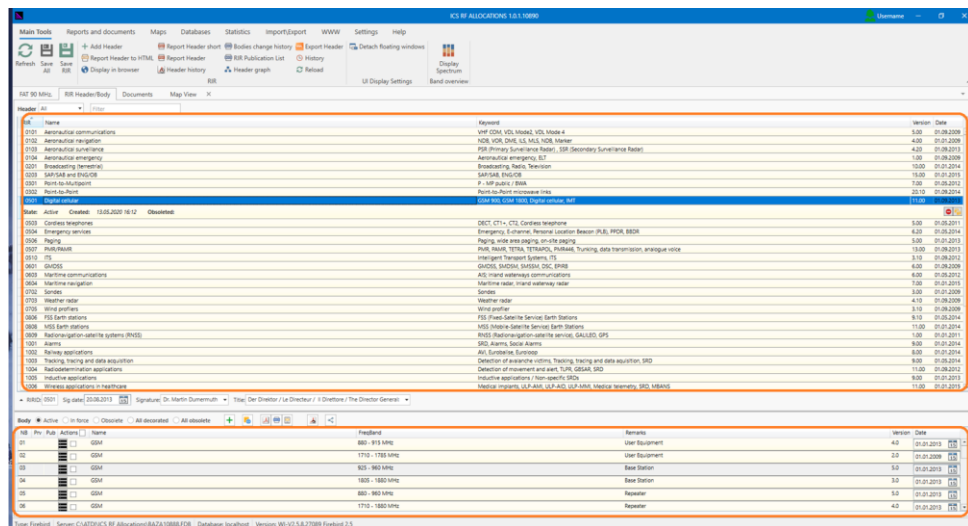 ICS RF ALLOCATIONS 1.0.1.10890 Username
Main Tools Reports and documents Maps Databases Statistics Import\Export WWW Settings Help
Refresh Save All Save RIR
+ Add Header Report Header short Bodies change history Export Header Detach floating windows
Report Header to HTML Report Header RIR Publication List History
Display in browser Header history Header graph Reload
Display Spectrum
RIR UI Display Settings Band overview
FAT 90 MHz. RIR Header/Body Documents Map View
Header All Filter
NR Name Keyword Version Date
0101 Aeronautical communications VHF COM, VDL Mode2, VDL Mode 4 5.00 01.09.2009
0102 Aeronautical navigation NDB, VOR, DME, ILS, MLS, NDB, Marker 4.00 01.01.2009
0103 Aeronautical surveillance PSR (Primary Surveillance Radar) , SSR (Secondary Surveillance Radar) 4.20 01.09.2013
0104 Aeronautical emergency Aeronautical emergency, ELT 1.00 01.09.2009
0201 Broadcasting (terrestrial) Broadcasting, Radio, Television 10.00 01.01.2014
0203 SAP/SAB and ENG/OB SAP/SAB, ENG/OB 15.00 01.01.2015
0301 Point-to-Multipoint P - MP public / BWA 7.00 01.05.2012
0302 Point-to-Point Point-to-Point microwave links 20.10 01.09.2014
0501 Digital cellular GSM 900, GSM 1800, Digital cellular, IMT 11.00
State: Active Created: 13.05.2020 16:12 Obsoleted:
0503 Cordless telephones DECT, CT1+, CT2, Cordless telephone 5.00 01.05.2011
0504 Emergency services Emergency, E-channel, Personal Location Beacon (PLB), PPDR, BBDR 6.20 01.05.2014
0506 Paging Paging, wide area paging, on-site paging 5.00 01.01.2013
0507 PMR/PAMR PMR, PAMR, TETRA, TETRAPOL, PMR446, Trunking, data transmission, analogue voice 13.00 01.09.2013
0510 ITS Intelligent Transport Systems, ITS 3.10 01.09.2012
0601 GMDSS GMDSS, SMDSM, SMSSM, DSC, EPIRB 6.00 01.09.2009
0603 Maritime communications AIS; Inland waterways communications 6.00 01.05.2012
0604 Maritime navigation Maritime radar, Inland waterway radar 7.00 01.01.2015
0702 Sondes Sondes 3.00 01.01.2009
0703 Weather radar Weather radar 4.10 01.09.2009
0705 Wind profilers Wind profilers 3.10 01.09.2009
0806 FSS Earth stations FSS (Fixed-Satellite Service) Earth Stations 9.10 01.05.2014
0808 MSS Earth stations MSS (Mobile-Satellite Service) Earth Stations 11.00 01.01.2014
0809 Radionavigation-satellite systems (RNSS) RNSS (Radionavigation-satellite service), GALILEO, GPS 1.00 01.01.2011
1001 Alarms SRD, Alarms, Social Alarms 9.00 01.01.2014
1002 Railway applications AVI, Eurobalise, Euroloop 8.00 01.01.2014
1003 Tracking, tracing and data acquisition Detection of avalanche victims, Tracking, tracing and data aquisition, SRD 9.00 01.01.2014
1004 Radiodetermination applications Detection of movement and alert, TLPR, GBSAR, SRD 11.00 01.09.2012
1005 Inductive applications Inductive applications / Non-specific SRDs 9.00 01.01.2013
1006 Wireless applications in healthcare Medical Implants, ULP-AMI, ULP-AID, ULP-MMI, Medical telemetry, SRD, MBANS 11.00 01.01.2015
RIRID: 0501 Sig date: 20.06.2013 Signature: Dr. Martin Dumermuth Title: Der Direktor / Le Directeur / Il Direttore / The Director General
Body Active In force Obsolete All decorated All obsolete
NB Prv Pub Actions Name FreqBand Remarks Version Date
01 GSM 880 - 915 MHz User Equipment 4.0 01.01.2013
02 GSM 1710 - 1785 MHz User Equipment 2.0 01.01.2009
03 GSM 925 - 960 MHz Base Station 5.0 01.01.2013
04 GSM 1805 - 1880 MHz Base Station 3.0 01.01.2013
05 GSM 880 - 960 MHz Repeater 5.0 01.01.2013
06 GSM 1710 - 1880 MHz Repeater 4.0 01.01.2013
Type: Firebird Server: C:\ATDI\ICS RF Allocations\BAZA10888.FDB Database: localhost Version: WI-V2.5.8.27089 Firebird 2.5